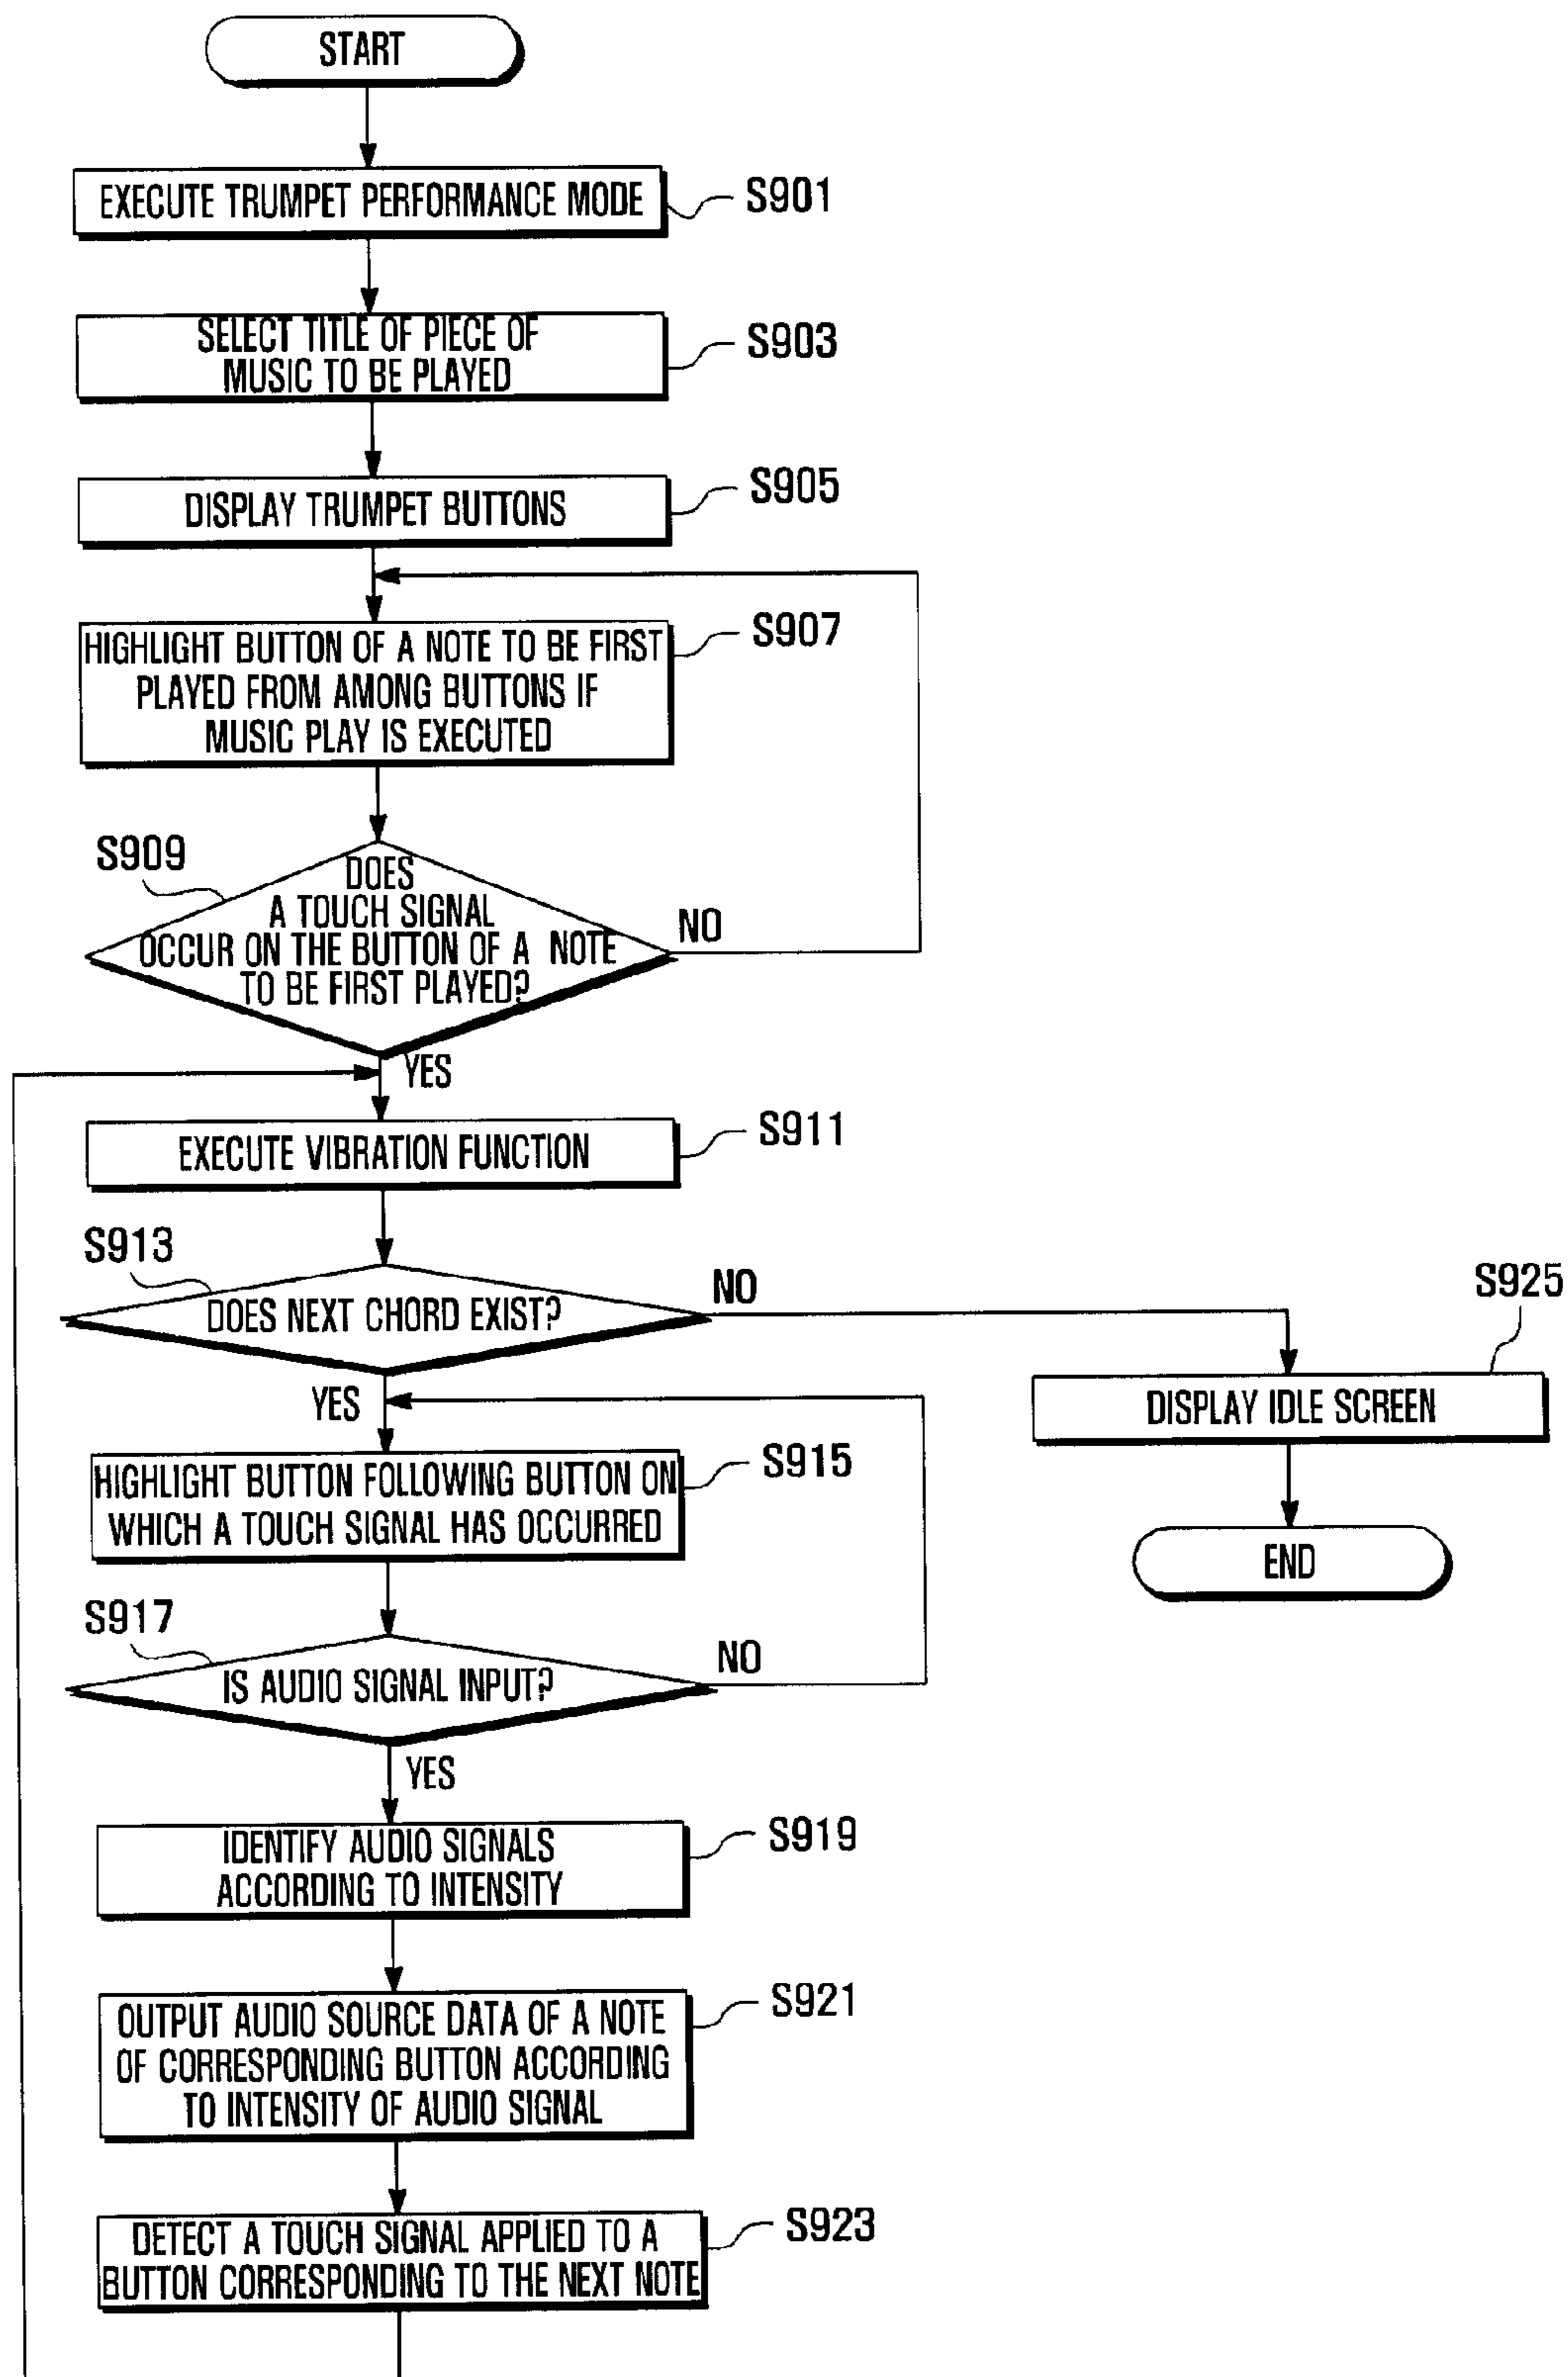 START
EXECUTE TRUMPET PERFORMANCE MODE
S901
SELECT TITLE OF PIECE OF
MUSIC TO BE PLAYED
S903
DISPLAY TRUMPET BUTTONS
S905
HIGHLIGHT BUTTON OF A NOTE TO BE FIRST
PLAYED FROM AMONG BUTTONS IF
MUSIC PLAY IS EXECUTED
S907
S909
DOES
A TOUCH SIGNAL
OCCUR ON THE BUTTON OF A NOTE
TO BE FIRST PLAYED?
NO
YES
EXECUTE VIBRATION FUNCTION
S911
S913
DOES NEXT CHORD EXIST?
NO
YES
S925
DISPLAY IDLE SCREEN
END
HIGHLIGHT BUTTON FOLLOWING BUTTON ON
WHICH A TOUCH SIGNAL HAS OCCURRED
S915
S917
IS AUDIO SIGNAL INPUT?
NO
YES
IDENTIFY AUDIO SIGNALS
ACCORDING TO INTENSITY
S919
OUTPUT AUDIO SOURCE DATA OF A NOTE
OF CORRESPONDING BUTTON ACCORDING
TO INTENSITY OF AUDIO SIGNAL
S921
DETECT A TOUCH SIGNAL APPLIED TO A
BUTTON CORRESPONDING TO THE NEXT NOTE
S923